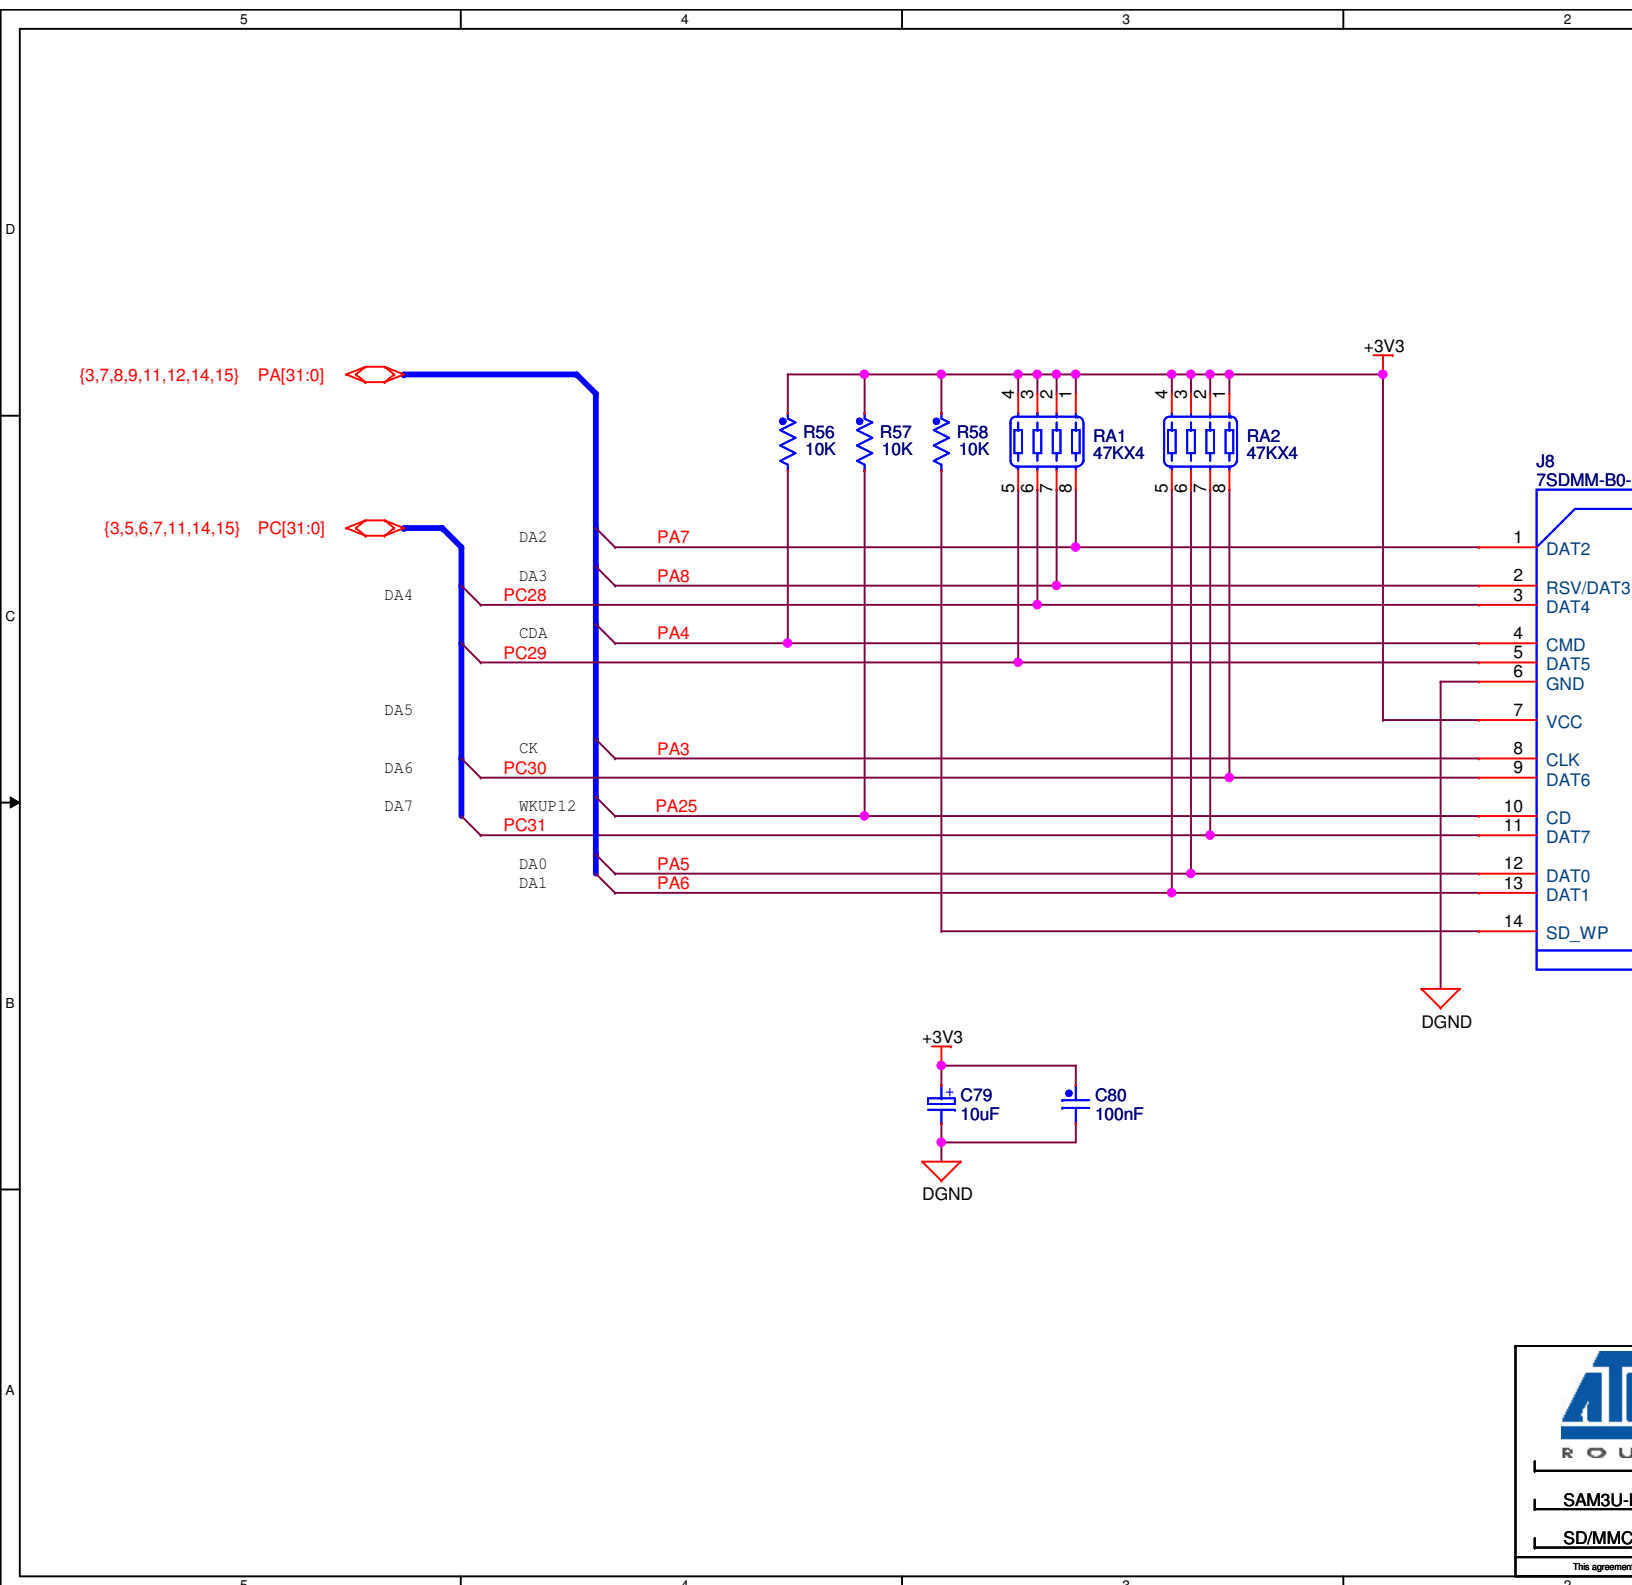 5 4 3 2
D
+3V3
{3,7,8,9,11,12,14,15} PA[31:0]
4 3 2 1 4 3 2 1
R56 R57 R58 RA1 RA2
10K 10K 10K 47KX4 47KX4
J8
7SDMM-B0-
5 6 7 8 5 6 7 8
{3,5,6,7,11,14,15} PC[31:0]
DA2 PA7 1 DAT2
DA3 PA8 2 RSV/DAT3
DA4 PC28 3 DAT4
C
CDA PA4 4 CMD
PC29 5 DAT5
6 GND
DA5 7 VCC
CK PA3 8 CLK
DA6 PC30 9 DAT6
DA7 WKUP12 PA25 10 CD
PC31 11 DAT7
DA0 PA5 12 DAT0
DA1 PA6 13 DAT1
14 SD_WP
B
DGND
+3V3
+ C79 C80
10uF 100nF
DGND
A
R O U
SAM3U-
SD/MMC
This agreement